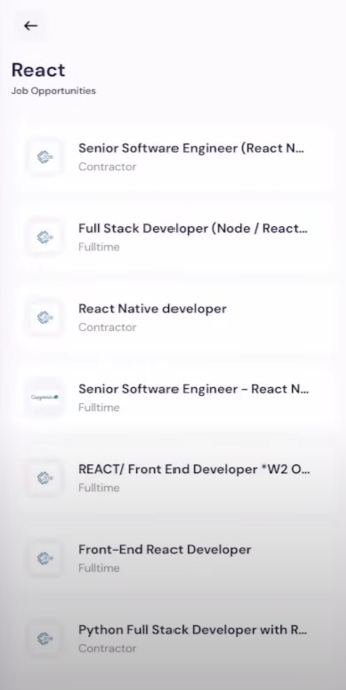 React
Job Opportunities
Senior Software Engineer (React N...
Contractor
Full Stack Developer (Node / React...
Fulltime
React Native developer
Contractor
Senior Software Engineer - React N...
Fulltime
REACT/ Front End Developer *W2 O...
Fulltime
Front-End React Developer
Fulltime
Python Full Stack Developer with R...
Contractor